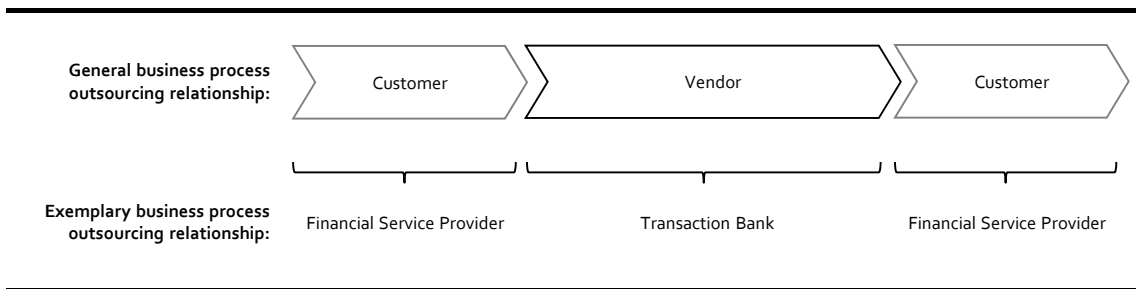 General business process
outsourcing relationship:
Customer
Vendor
Customer
Exemplary business process
outsourcing relationship:
Financial Service Provider
Transaction Bank
Financial Service Provider